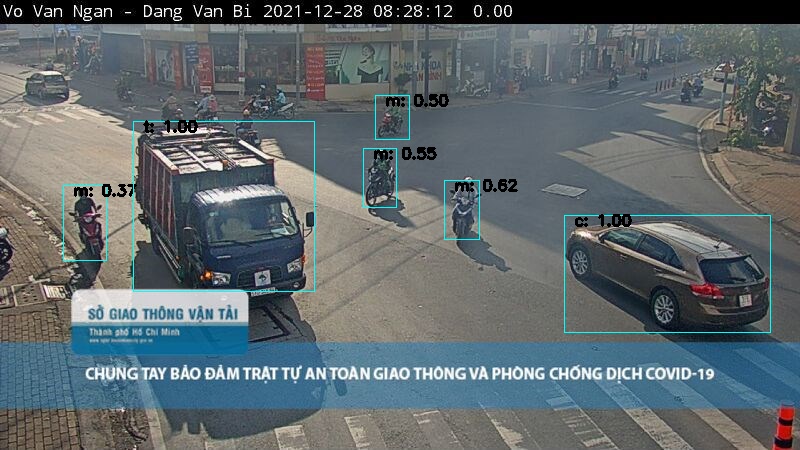 Vo Van Ngan - Dang Van Bi 2021-12-28 08:28:12 0.00
m: 0.50
t: 1.00
m: 0.55
m: 0.37
m: 0.62
c: 1.00
SỞ GIAO THÔNG VẬN TẢI
Thành phố Hồ Chí Minh
CHUNG TAY BẢO ĐẢM TRẬT TỰ AN TOÀN GIAO THÔNG VÀ PHÒNG CHỐNG DỊCH COVID-19